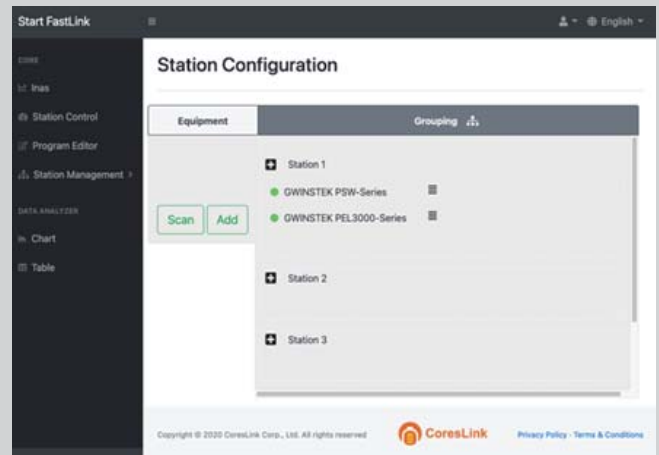 Start FastLink
English
CORE
Inas
Station Control
Program Editor
Station Management
DATA ANALYZER
Chart
Table
Station Configuration
Equipment
Grouping
Scan
Add
Station 1
GWINSTEK PSW-Series
GWINSTEK PEL3000-Series
Station 2
Station 3
Copyright © 2020 CoresLink Corp., Ltd. All rights reserved
CoresLink
Privacy Policy · Terms & Conditions